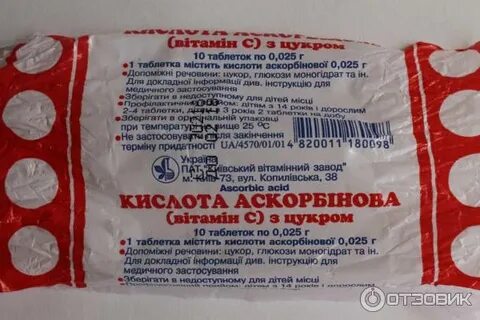 КИСЛОТА АСКОРБІНОВА
(вітамін С) з цукром
10 таблеток по 0,025 г
• 1 таблетка містить кислоти аскорбінової 0,025 г
• Допоміжні речовини: цукор, глюкози моногідрат та ін.
Для докладної інформації див. інструкцію для
медичного застосування
• Зберігати в недоступному для дітей місці
• Профілактичний прийом: дітям з 14 років і дорослим
2-4 таблетки, дітям з 3 років 2 таблетки на добу
• Зберігати в оригінальній упаковці
при температурі не вище 25 °С
• Не застосовувати після закінчення
терміну придатності UA/4570/01/01
4 820011 180098
Україна
ПАТ "Київський вітамінний завод"
м. Київ-73, вул. Копилівська, 38
Ascorbic acid
КИСЛОТА АСКОРБІНОВА
(вітамін С) з цукром
10 таблеток по 0,025 г
• 1 таблетка містить кислоти аскорбінової 0,025 г
• Допоміжні речовини: цукор, глюкози моногідрат та ін.
Для докладної інформації див. інструкцію для
медичного застосування
• Зберігати в недоступному для дітей місці
дітям з 14 років і дорослим
ОТЗОВИК